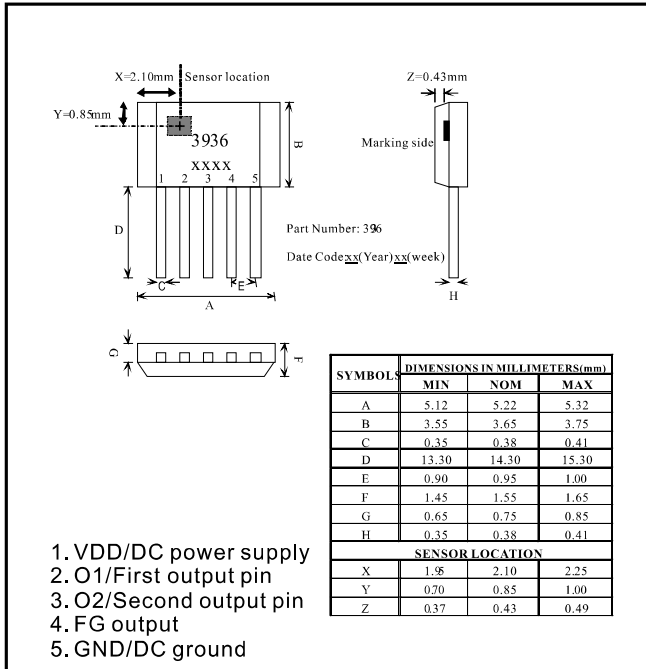 X=2.10mm Sensor location
Z=0.43mm
Y=0.85mm
3936
XXXX
Marking side
1 2 3 4 5
B
D
Part Number: 396
Date Code:xx(Year)xx(week)
C
E
A
H
G
F
SYMBOLS DIMENSIONS IN MILLIMETERS(mm)
MIN NOM MAX
A 5.12 5.22 5.32
B 3.55 3.65 3.75
C 0.35 0.38 0.41
D 13.30 14.30 15.30
E 0.90 0.95 1.00
F 1.45 1.55 1.65
G 0.65 0.75 0.85
H 0.35 0.38 0.41
SENSOR LOCATION
X 1.95 2.10 2.25
Y 0.70 0.85 1.00
Z 0.37 0.43 0.49
1. VDD/DC power supply
2. O1/First output pin
3. O2/Second output pin
4. FG output
5. GND/DC ground